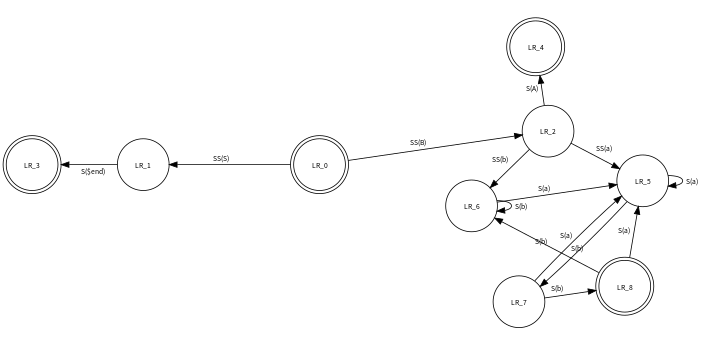 LR_4
S(A)
LR_2
SS(B)
SS(a)
SS(b)
LR_3
S($end)
LR_1
SS(S)
LR_0
LR_5
S(a)
S(a)
LR_6
S(b)
S(a)
S(a)
S(b)
S(b)
LR_7
S(b)
LR_8